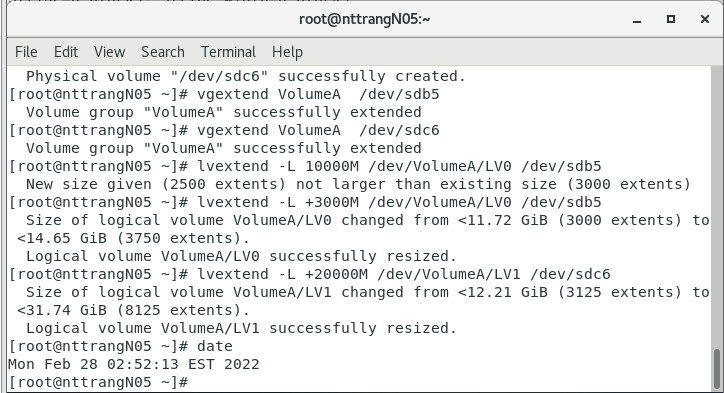 root@nttrangN05:~
File Edit View Search Terminal Help
  Physical volume "/dev/sdc6" successfully created.
[root@nttrangN05 ~]# vgextend VolumeA  /dev/sdb5
  Volume group "VolumeA" successfully extended
[root@nttrangN05 ~]# vgextend VolumeA  /dev/sdc6
  Volume group "VolumeA" successfully extended
[root@nttrangN05 ~]# lvextend -L 10000M /dev/VolumeA/LV0 /dev/sdb5
  New size given (2500 extents) not larger than existing size (3000 extents)
[root@nttrangN05 ~]# lvextend -L +3000M /dev/VolumeA/LV0 /dev/sdb5
  Size of logical volume VolumeA/LV0 changed from <11.72 GiB (3000 extents) to
 <14.65 GiB (3750 extents).
  Logical volume VolumeA/LV0 successfully resized.
[root@nttrangN05 ~]# lvextend -L +20000M /dev/VolumeA/LV1 /dev/sdc6
  Size of logical volume VolumeA/LV1 changed from <12.21 GiB (3125 extents) to
 <31.74 GiB (8125 extents).
  Logical volume VolumeA/LV1 successfully resized.
[root@nttrangN05 ~]# date
Mon Feb 28 02:52:13 EST 2022
[root@nttrangN05 ~]#